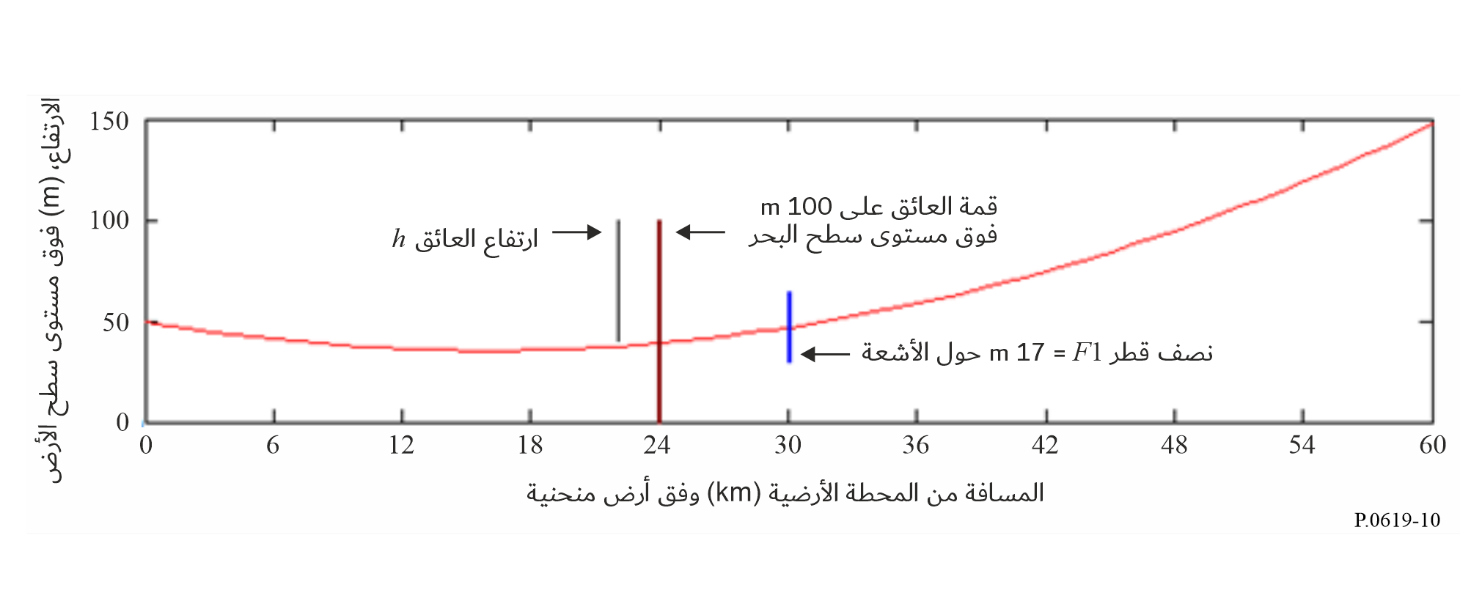 الارتفاع، (m) فوق مستوى سطح الأرض
150
100
50
0
قمة العائق على 100 m
فوق مستوى سطح البحر
ارتفاع العائق h
نصف قطر F1 = 17 m حول الأشعة
0 6 12 18 24 30 36 42 48 54 60
المسافة من المحطة الأرضية (km) وفق أرض منحنية
P.0619-10